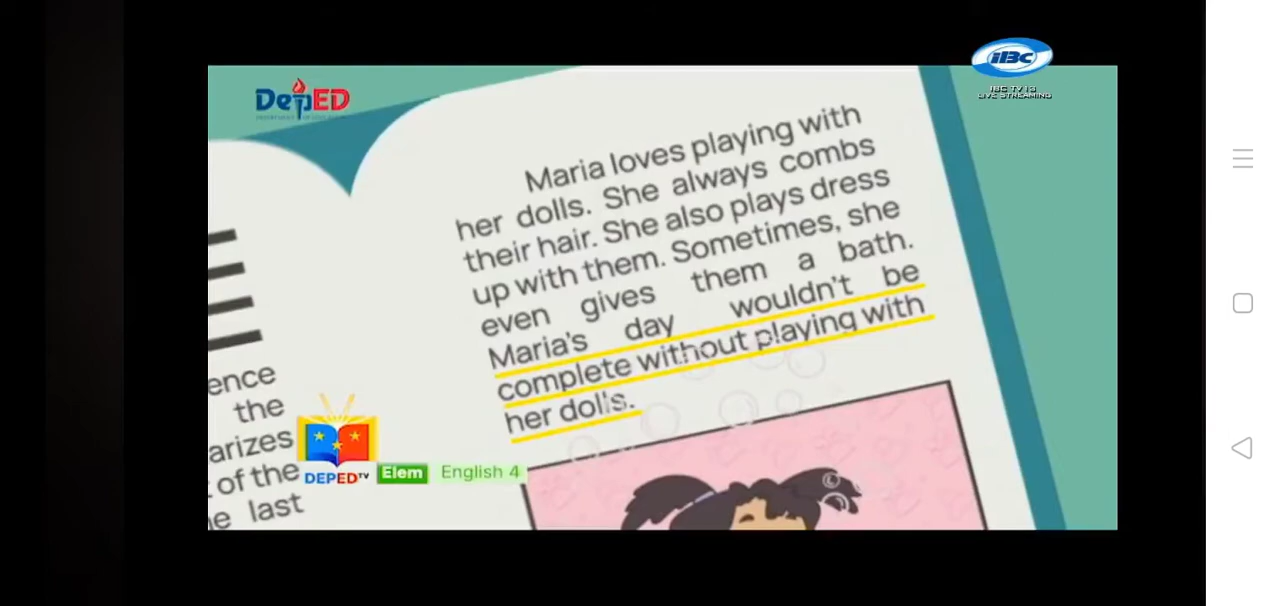 iBC
IBC TV13
LIVE STREAMING
DepED
Maria loves playing with
her dolls. She always combs
their hair. She also plays dress
up with them. Sometimes, she
even gives them a bath.
Maria's day wouldn't be
complete without playing with
her dolls.
ence
the
arizes
of the
e last
DEPED TV
Elem
English 4